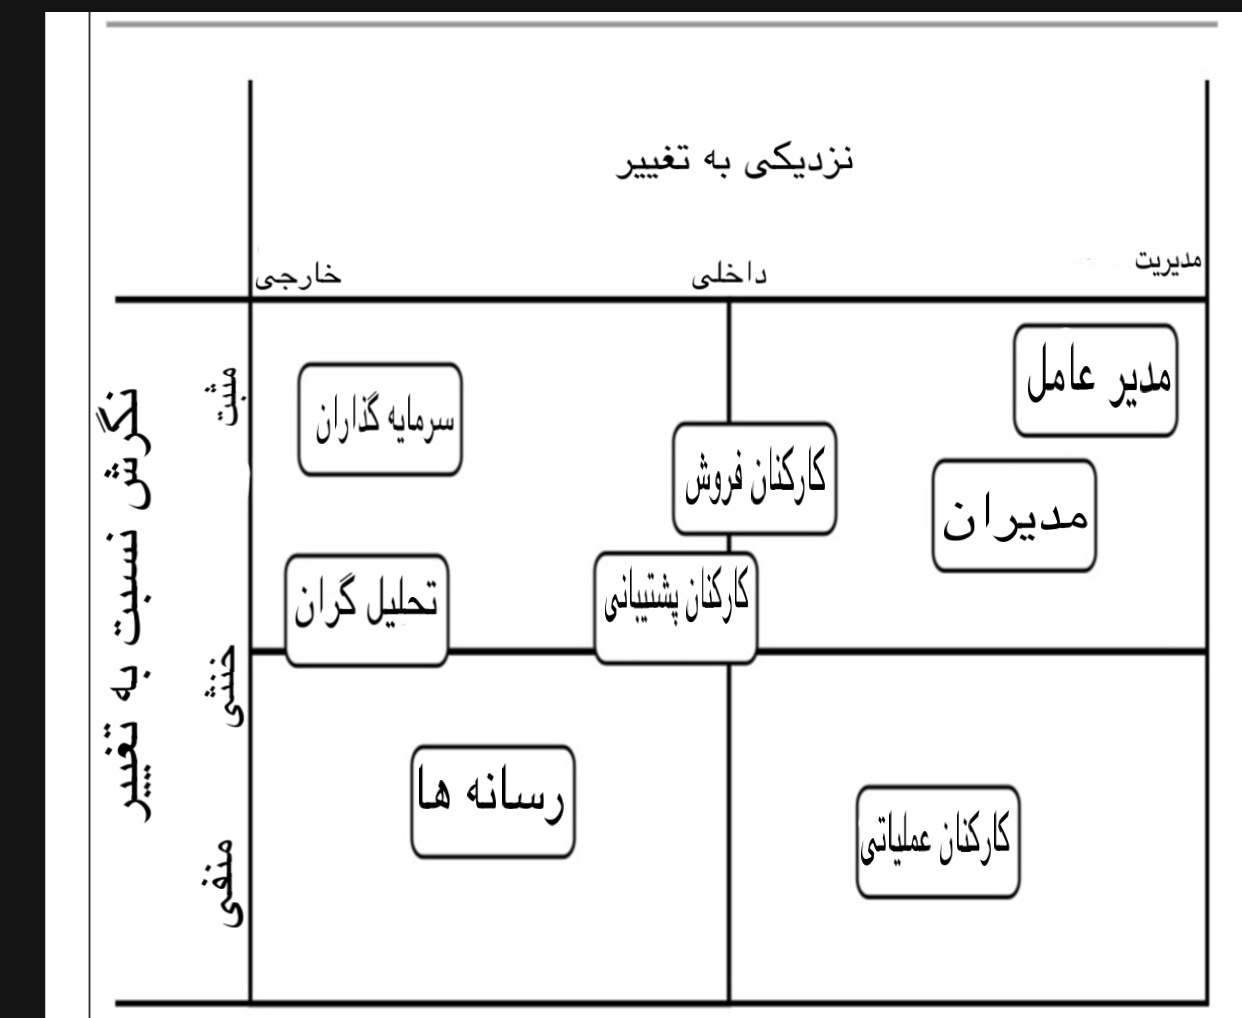 نزدیکی به تغییر
مدیریت
داخلی
خارجی
نگرش نسبت به تغییر
مثبت
خنثی
منفی
مدیر عامل
سرمایه گذاران
کارکنان فروش
مدیران
کارکنان پشتیبانی
تحلیل گران
رسانه ها
کارکنان عملیاتی